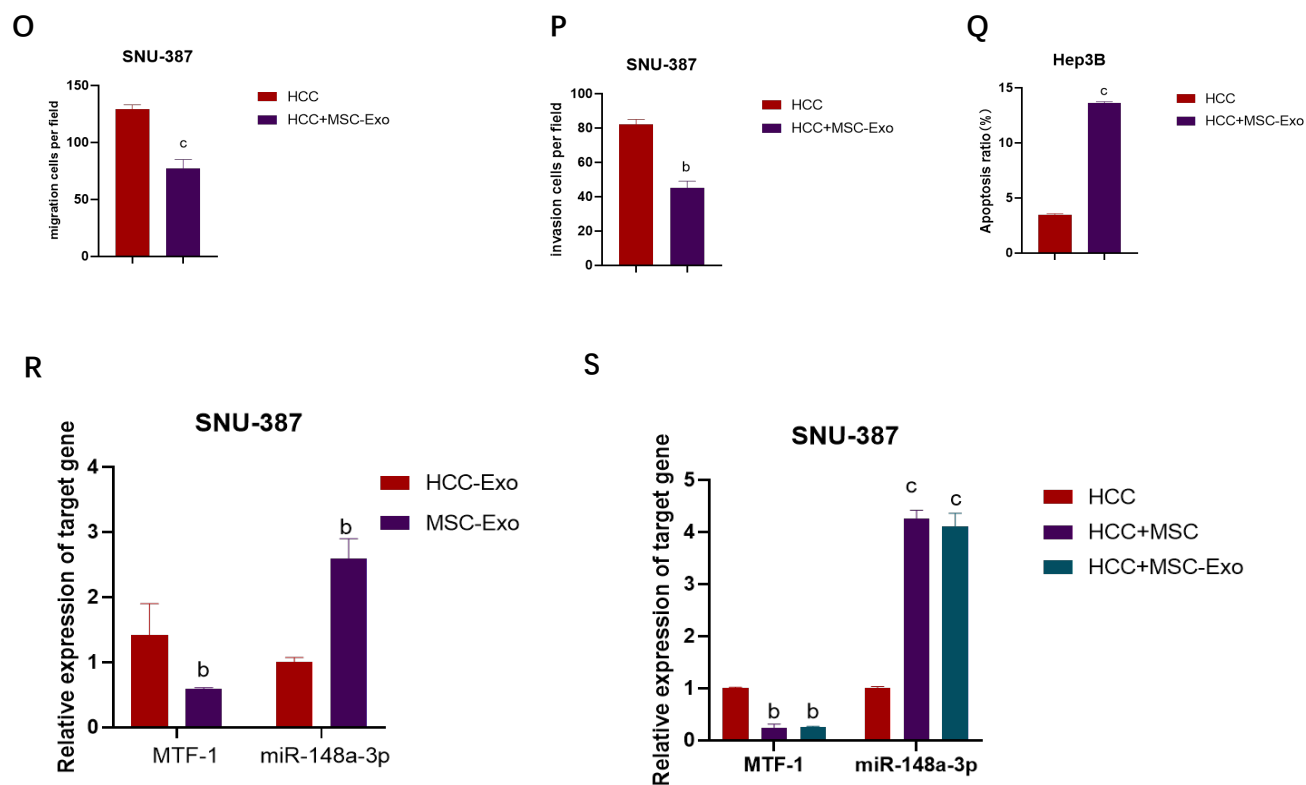 O
SNU-387
migration cells per field
150
100
50
0
c
HCC
HCC+MSC-Exo
P
SNU-387
invasion cells per field
100
80
60
40
20
0
b
HCC
HCC+MSC-Exo
Q
Hep3B
Apoptosis ratio(%)
15
10
5
0
c
HCC
HCC+MSC-Exo
R
SNU-387
Relative expression of target gene
4
3
2
1
0
b
b
MTF-1
miR-148a-3p
HCC-Exo
MSC-Exo
S
SNU-387
Relative expression of target gene
5
4
3
2
1
0
b
b
c
c
MTF-1
miR-148a-3p
HCC
HCC+MSC
HCC+MSC-Exo